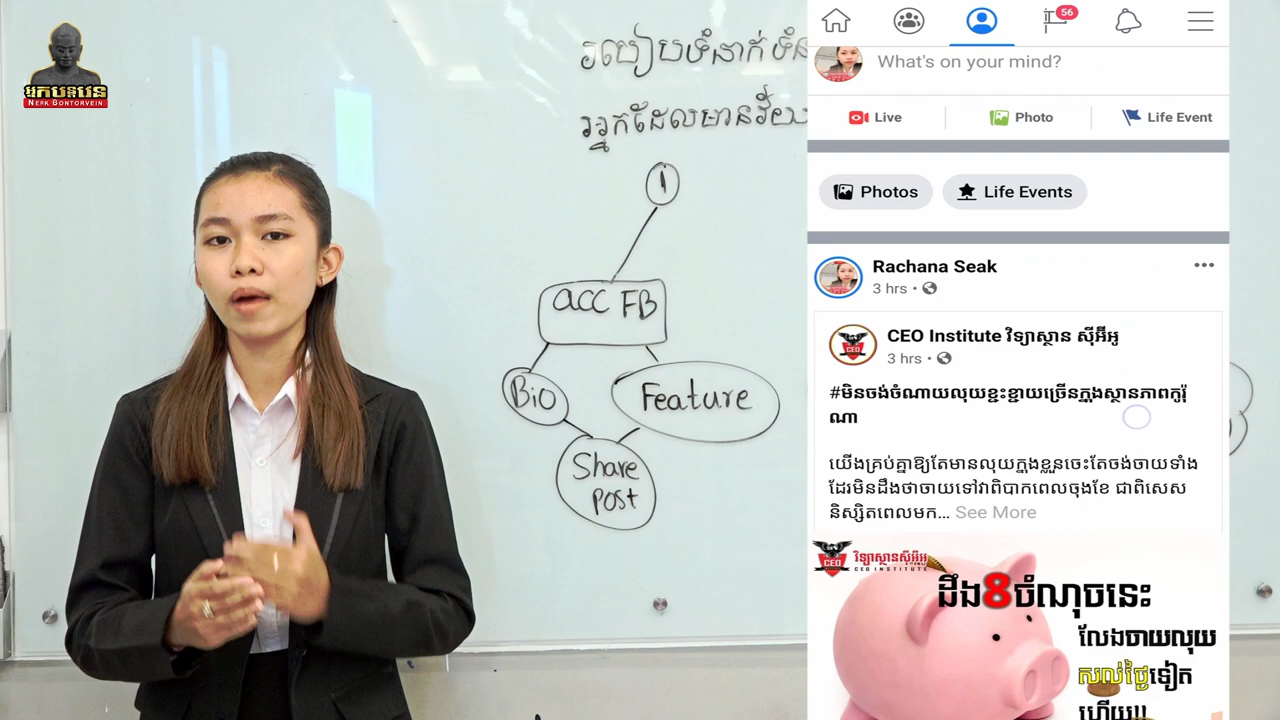 អ្នកបន្ទរវេន
NEAK BONTORVEIN
របៀបទំនាក់ទំន
អ្នកដែលមានវ័យ
1
acc FB
Bio
Feature
Share
post
56
What's on your mind?
Live
Photo
Life Event
Photos
Life Events
Rachana Seak
3 hrs
CEO Institute វិទ្យាស្ថាន ស៊ីអ៊ីអូ
3 hrs
#មិនចង់ចំណាយលុយខ្ជះខ្ជាយច្រើនក្នុងស្ថានភាពកូរ៉ូ
ណា
យើងគ្រប់គ្នាឱ្យតែមានលុយក្នុងខ្លួនចេះតែចង់ចាយទាំង
ដែរមិនដឹងថាចាយទៅវាពិបាកពេលចុងខែ ជាពិសេស
និស្សិតពេលមក... See More
CEO
វិទ្យាស្ថានស៊ីអ៊ីអូ
CEO INSTITUTE
ដឹង8ចំណុចនេះ
លែងចាយលុយ
សល់ថ្ងៃទៀត
ហើយ!!